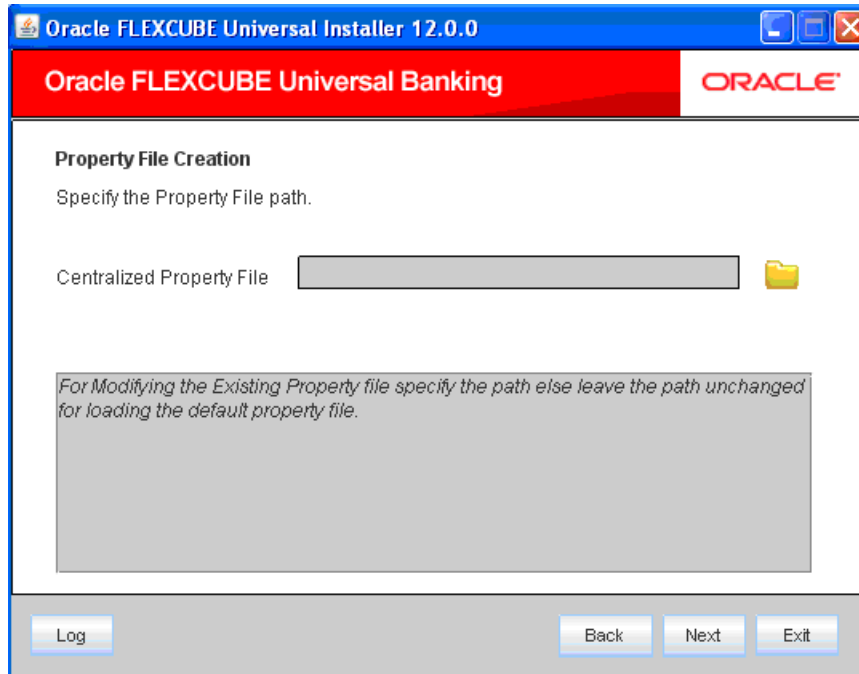 Oracle FLEXCUBE Universal Installer 12.0.0
Oracle FLEXCUBE Universal Banking
ORACLE
Property File Creation
Specify the Property File path.
Centralized Property File
For Modifying the Existing Property file specify the path else leave the path unchanged
for loading the default property file.
Log
Back
Next
Exit